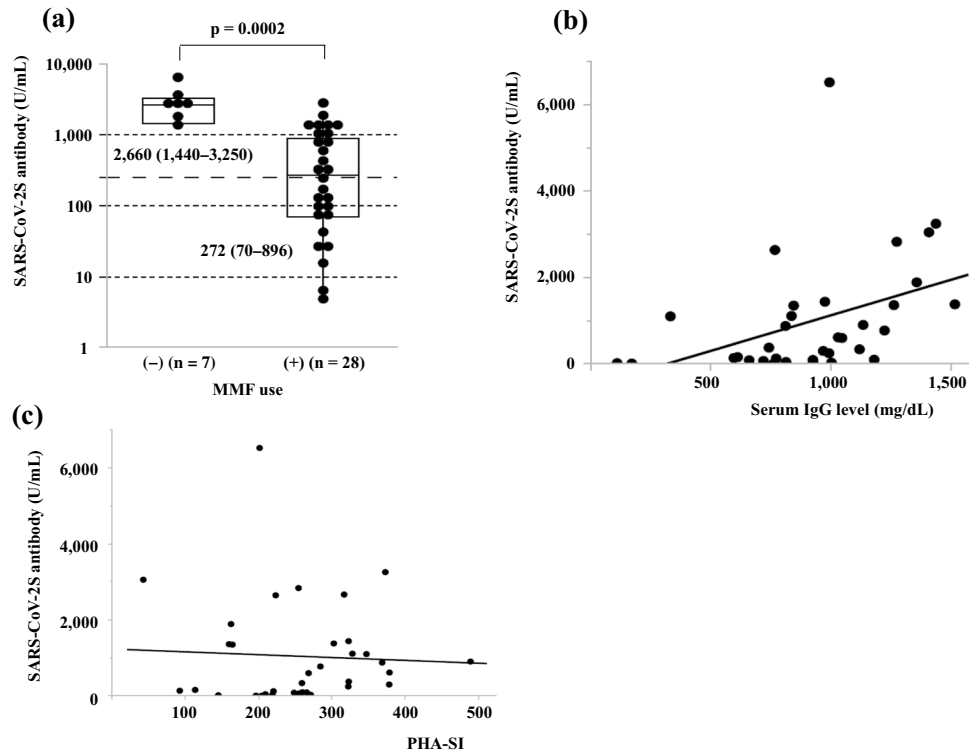 (a)
p = 0.0002
SARS-CoV-2S antibody (U/mL)
10,000
1,000
100
10
1
2,660 (1,440–3,250)
272 (70–896)
(−) (n = 7)
(+) (n = 28)
MMF use
(b)
SARS-CoV-2S antibody (U/mL)
6,000
4,000
2,000
0
500
1,000
1,500
Serum IgG level (mg/dL)
(c)
SARS-CoV-2S antibody (U/mL)
6,000
4,000
2,000
0
100
200
300
400
500
PHA-SI